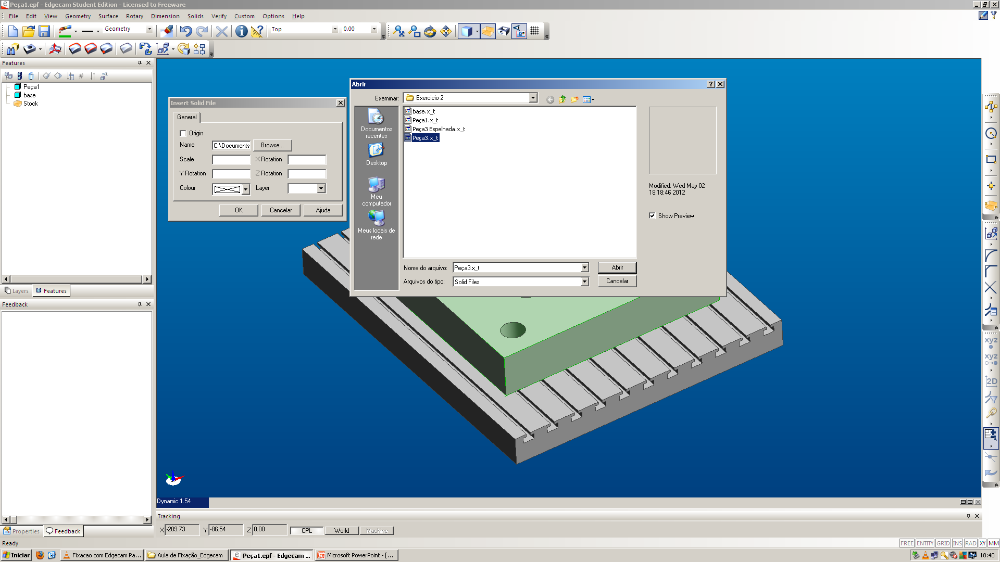 Peça1.epf - Edgecam Student Edition - Licensed to Freeware
File Edit View Geometry Surface Rotary Dimension Solids Verify Custom Options Help
Geometry Top 0.00
Features
Peça1
base
Stock
Layers Features
Feedback
Properties Feedback
Insert Solid File
General
Origin
Name C:\Documents Browse...
Scale X Rotation
Y Rotation Z Rotation
Colour Layer
OK Cancelar Ajuda
Abrir
Examinar: Exercicio 2
Documentos recentes
Desktop
Meu computador
Meus locais de rede
base.x_t
Peça1.x_t
Peça3 Espelhada.x_t
Peça3.x_t
Modified: Wed May 02
18:18:46 2012
Show Preview
Nome do arquivo: Peça3.x_t Abrir
Arquivos do tipo: Solid Files Cancelar
xyz
xyz
2D
Dynamic 1.54
Tracking
X -209.73 Y -86.54 Z 0.00 CPL World Machine
Ready FREE ENTITY GRID INS RAD XY MM
Iniciar Fixacao com Edgecam Pa... Aula de Fixação_Edgecam Peça1.epf - Edgecam ... Microsoft PowerPoint - [... 18:40